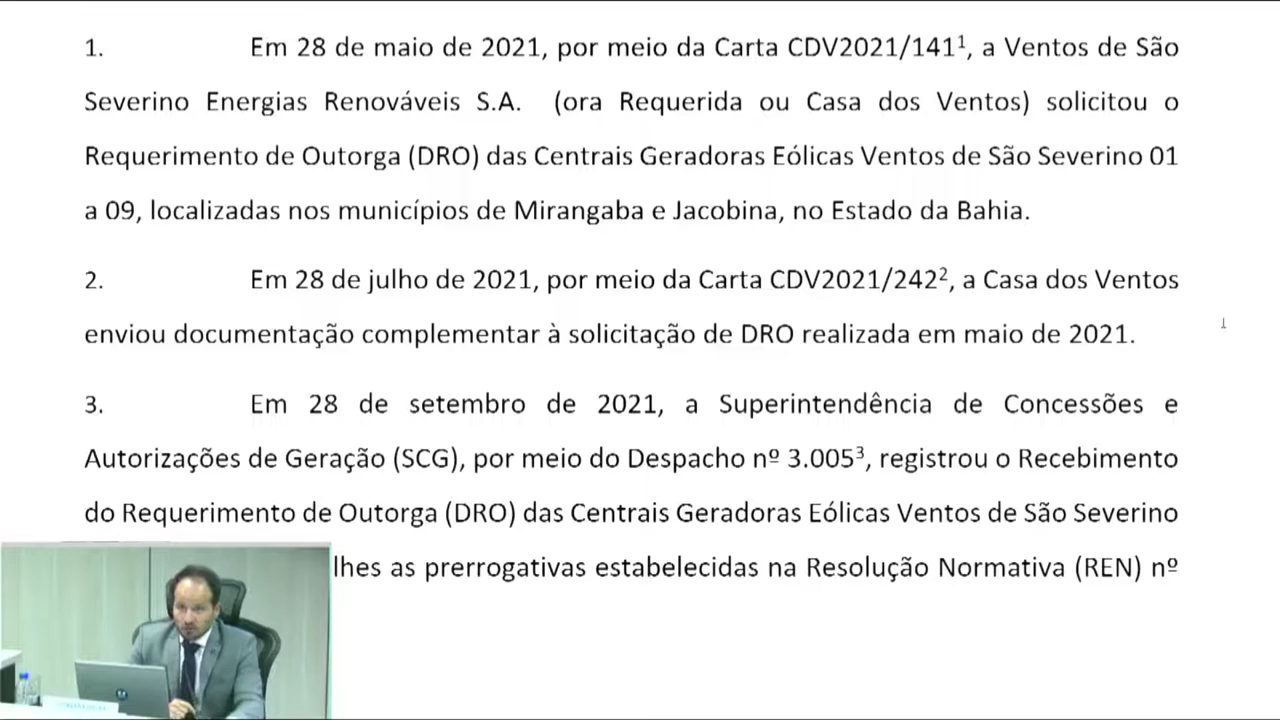 1. Em 28 de maio de 2021, por meio da Carta CDV2021/141¹, a Ventos de São
Severino Energias Renováveis S.A. (ora Requerida ou Casa dos Ventos) solicitou o
Requerimento de Outorga (DRO) das Centrais Geradoras Eólicas Ventos de São Severino 01
a 09, localizadas nos municípios de Mirangaba e Jacobina, no Estado da Bahia.
2. Em 28 de julho de 2021, por meio da Carta CDV2021/242², a Casa dos Ventos
enviou documentação complementar à solicitação de DRO realizada em maio de 2021.
3. Em 28 de setembro de 2021, a Superintendência de Concessões e
Autorizações de Geração (SCG), por meio do Despacho nº 3.005³, registrou o Recebimento
do Requerimento de Outorga (DRO) das Centrais Geradoras Eólicas Ventos de São Severino
lhes as prerrogativas estabelecidas na Resolução Normativa (REN) nº